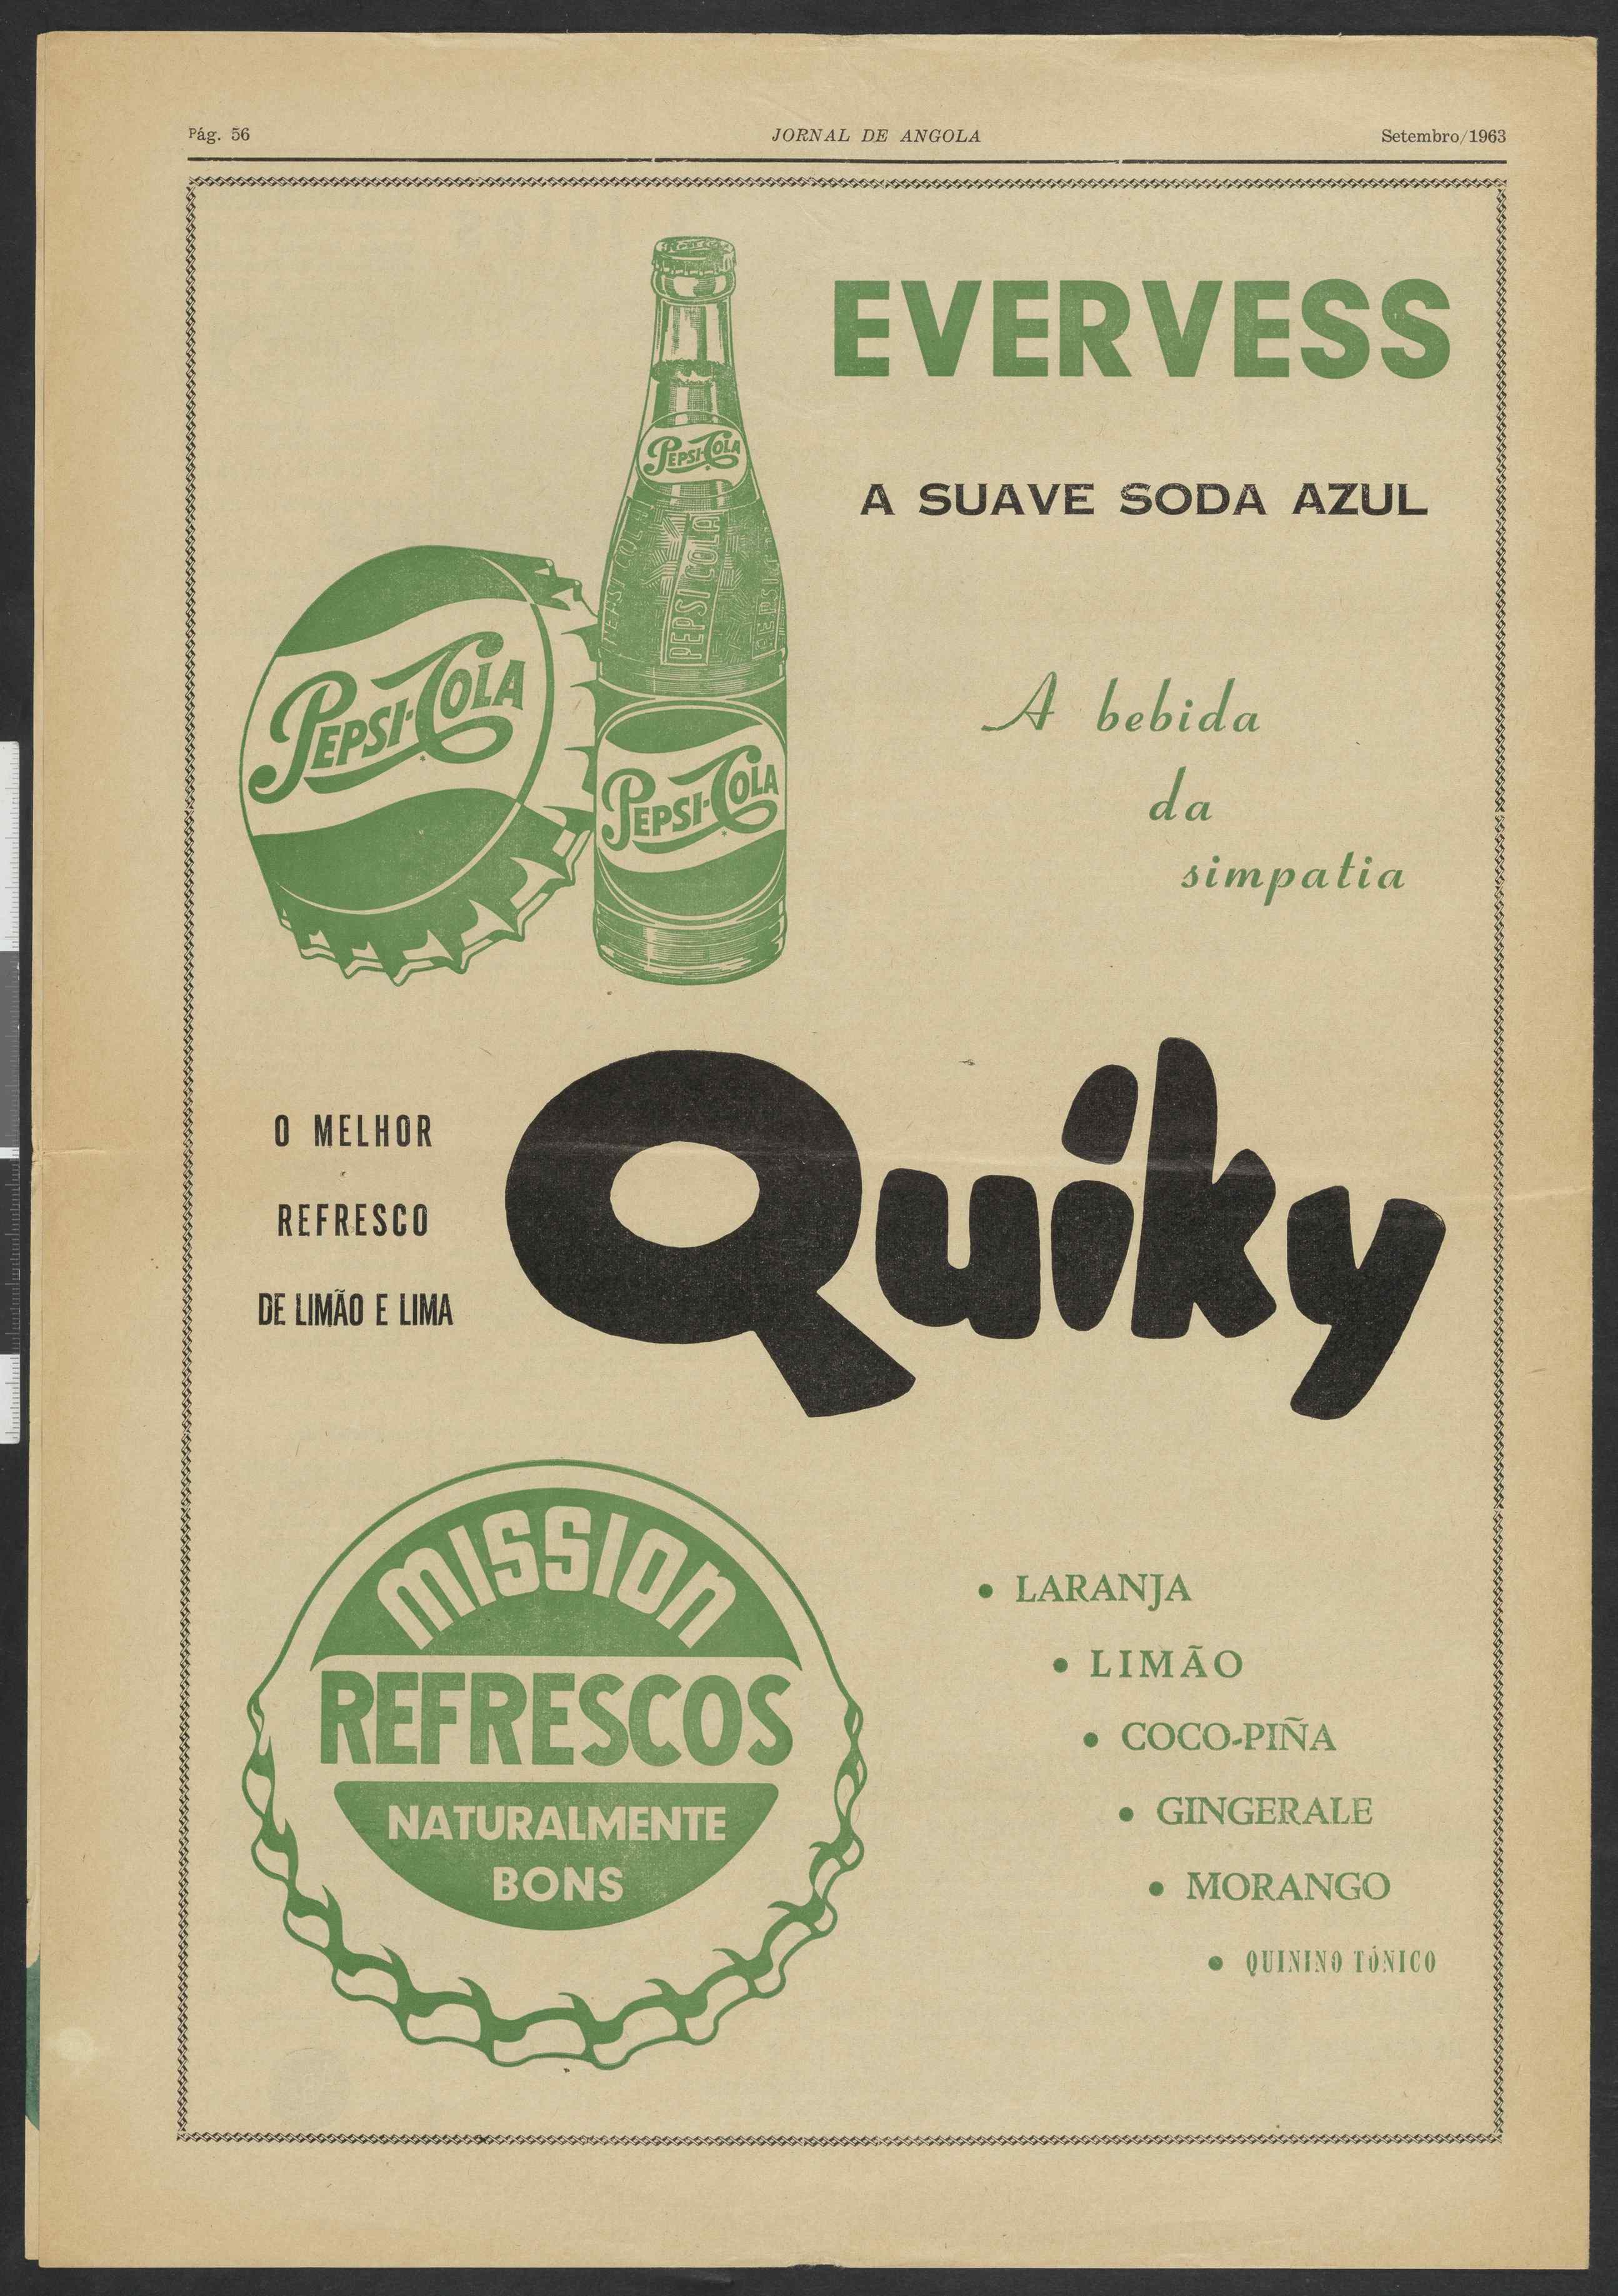 Pág. 56
JORNAL DE ANGOLA
Setembro/1963
EVERVESS
PEPSI-COLA
A SUAVE SODA AZUL
PEPSI COLA
PEPSI-COLA
A bebida
da
simpatia
PEPSI-COLA
O MELHOR
REFRESCO
DE LIMÃO E LIMA
Quiky
MISSION
REFRESCOS
NATURALMENTE
BONS
• LARANJA
• LIMÃO
• COCO-PIÑA
• GINGERALE
• MORANGO
• QUININO TÓNICO